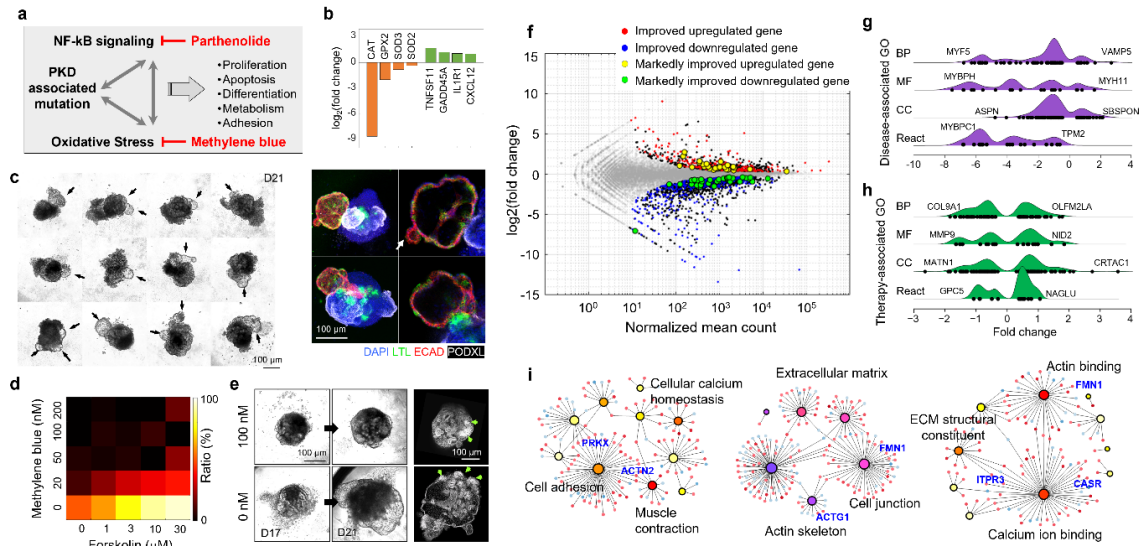 a
NF-kB signaling
Parthenolide
PKD
associated
mutation
•Proliferation
•Apoptosis
•Differentiation
•Metabolism
•Adhesion
Oxidative Stress
Methylene blue
b
log2(fold change)
3
0
-3
-6
-9
CAT
GPX2
SOD3
SOD2
TNFSF11
GADD45A
IL1R1
CXCL12
c
D21
100 µm
100 µm
DAPI LTL ECAD PODXL
d
Methylene blue (nM)
200
100
50
20
0
0 1 3 10 30
Forskolin (µM)
100
0
Ratio (%)
e
100 nM
0 nM
100 µm
D17
D21
100 µm
f
Improved upregulated gene
Improved downregulated gene
Markedly improved upregulated gene
Markedly improved downregulated gene
log2(fold change)
15
10
5
0
-5
-10
-15
10^0 10^1 10^2 10^3 10^4 10^5
Normalized mean count
g
Disease-associated GO
BP MYF5 VAMP5
MF MYBPH MYH11
CC ASPN SBSPON
React MYBPC1 TPM2
-10 -8 -6 -4 -2 0 2 4
h
Therapy-associated GO
BP COL9A1 OLFM2LA
MF MMP9 NID2
CC MATN1 CRTAC1
React GPC5 NAGLU
-3 -2 -1 0 1 2 3 4
Fold change
i
Cellular calcium
homeostasis
PRKX
ACTN2
Cell adhesion
Muscle
contraction
Extracellular matrix
FMN1
Cell junction
ACTG1
Actin skeleton
Actin binding
FMN1
ECM structural
constituent
ITPR3
CASR
Calcium ion binding